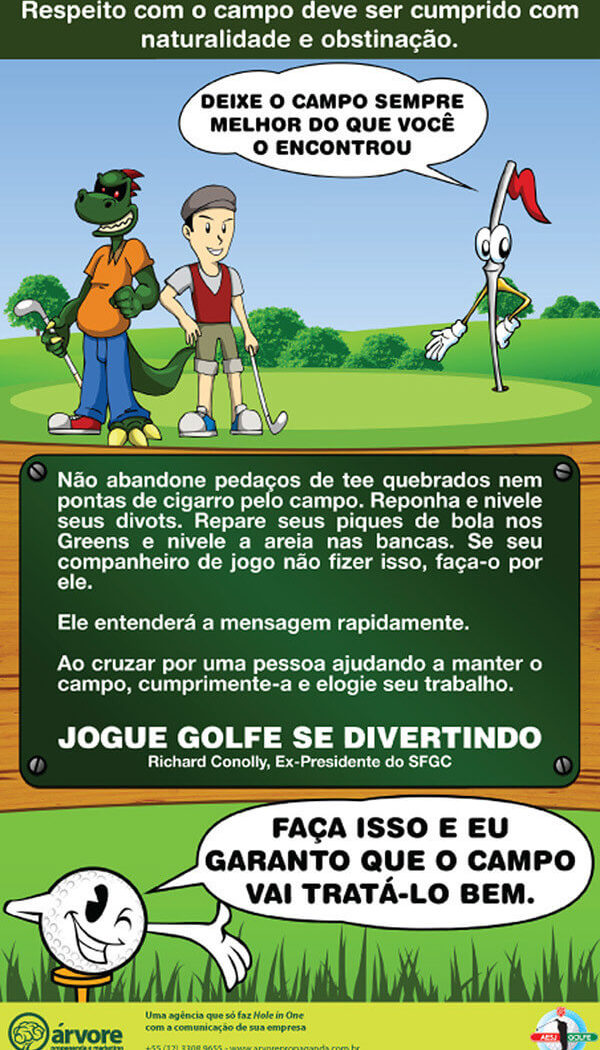 Respeito com o campo deve ser cumprido com
naturalidade e obstinação.
DEIXE O CAMPO SEMPRE
MELHOR DO QUE VOCÊ
O ENCONTROU
Não abandone pedaços de tee quebrados nem
pontas de cigarro pelo campo. Reponha e nivele
seus divots. Repare seus piques de bola nos
Greens e nivele a areia nas bancas. Se seu
companheiro de jogo não fizer isso, faça-o por
ele.
Ele entenderá a mensagem rapidamente.
Ao cruzar por uma pessoa ajudando a manter o
campo, cumprimente-a e elogie seu trabalho.
JOGUE GOLFE SE DIVERTINDO
Richard Conolly, Ex-Presidente do SFGC
FAÇA ISSO E EU
GARANTO QUE O CAMPO
VAI TRATÁ-LO BEM.
Uma agência que só faz Hole in One
com a comunicação de sua empresa
+55 (12) 3308 9655 - www.arvorepropaganda.com.br
árvore
propaganda e marketing
AESJ GOLFE